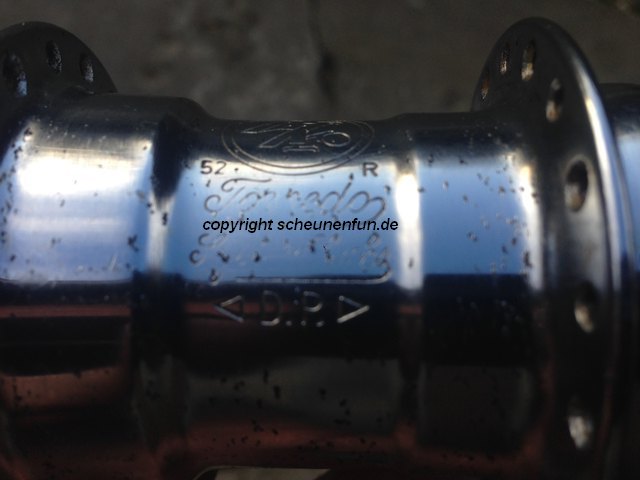 52 R
Torpedo
copyright scheunenfun.de
<D.P.>